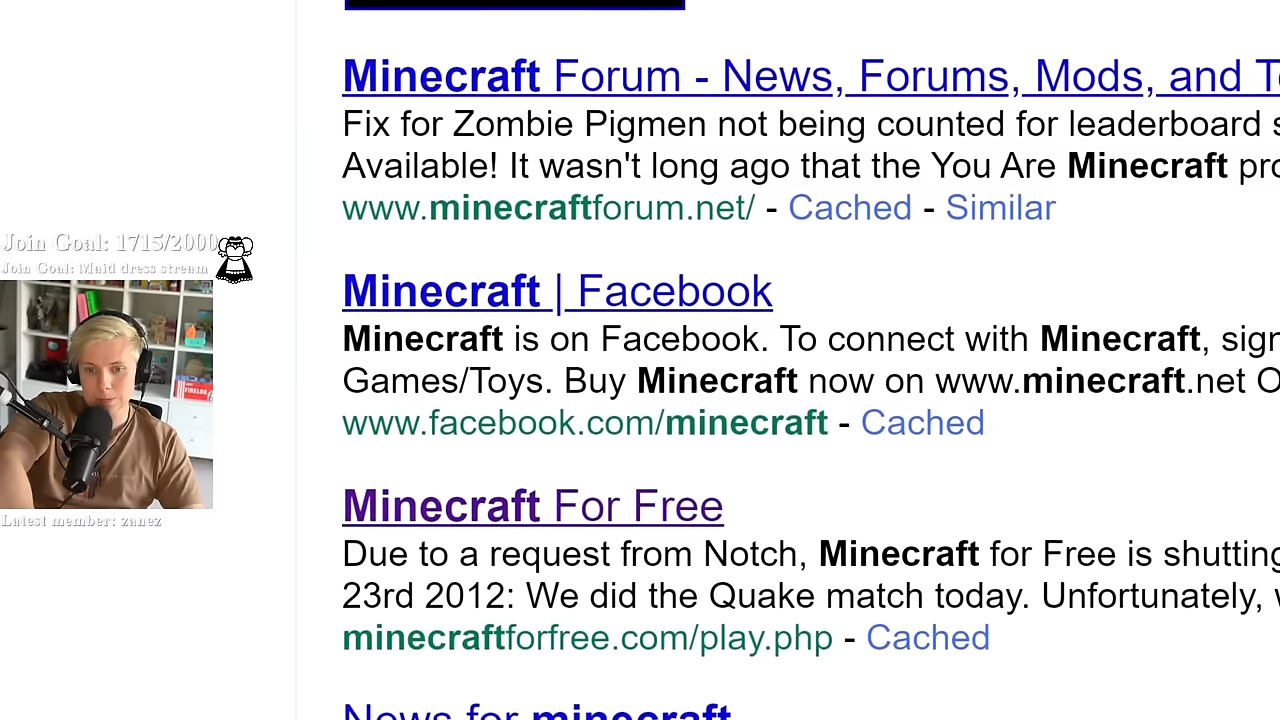 Minecraft Forum - News, Forums, Mods, and
Fix for Zombie Pigmen not being counted for leaderboard
Available! It wasn't long ago that the You Are Minecraft
www.minecraftforum.net/ - Cached - Similar
Join Goal: 1715/2000
Join Goal: Maid dress stream
Minecraft | Facebook
Minecraft is on Facebook. To connect with Minecraft,
Games/Toys. Buy Minecraft now on www.minecraft.net
www.facebook.com/minecraft - Cached
Minecraft For Free
Latest member: zanez
Due to a request from Notch, Minecraft for Free is shutting
23rd 2012: We did the Quake match today. Unfortunately,
minecraftforfree.com/play.php - Cached
News for minecraft